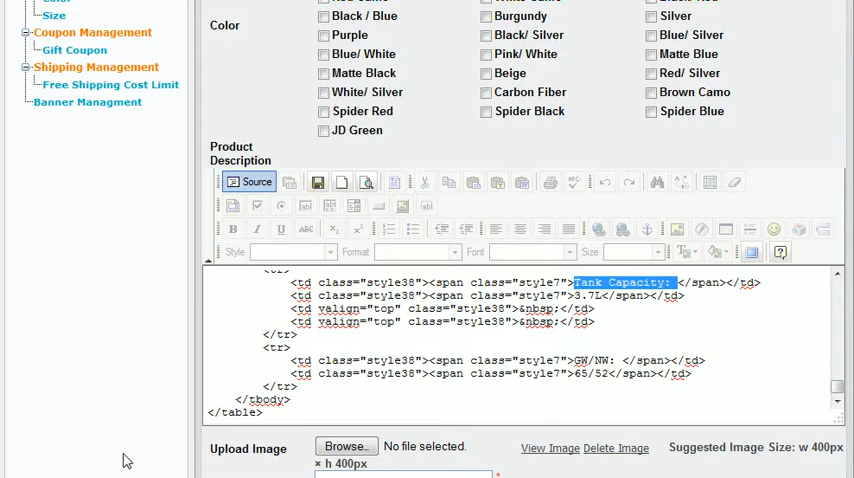 Color
Size
Coupon Management
Gift Coupon
Shipping Management
Free Shipping Cost Limit
Banner Managment
Color
Black / Blue
Burgundy
Silver
Purple
Black/ Silver
Blue/ Silver
Blue/ White
Pink/ White
Matte Blue
Matte Black
Beige
Red/ Silver
White/ Silver
Carbon Fiber
Brown Camo
Spider Red
Spider Black
Spider Blue
JD Green
Product
Description
Source
B I U ABC x₂ x²
Style Format Font Size
<tr>
<td class="style38"><span class="style7">Tank Capacity: </span></td>
<td class="style38"><span class="style7">3.7L</span></td>
<td valign="top" class="style38">&nbsp;</td>
<td valign="top" class="style38">&nbsp;</td>
</tr>
<tr>
<td class="style38"><span class="style7">GW/NW: </span></td>
<td class="style38"><span class="style7">65/52</span></td>
</tr>
</tbody>
</table>
Upload Image
Browse... No file selected.
View Image Delete Image
Suggested Image Size: w 400px
× h 400px
*